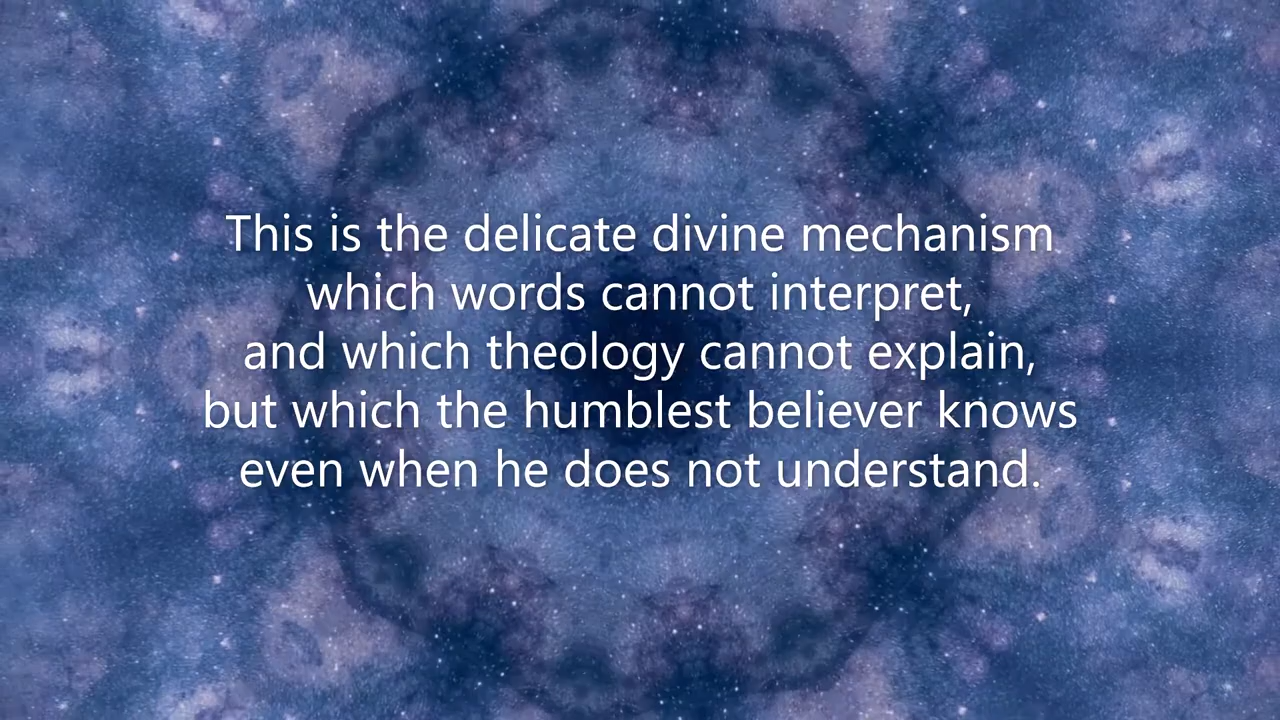 This is the delicate divine mechanism
which words cannot interpret,
and which theology cannot explain,
but which the humblest believer knows
even when he does not understand.